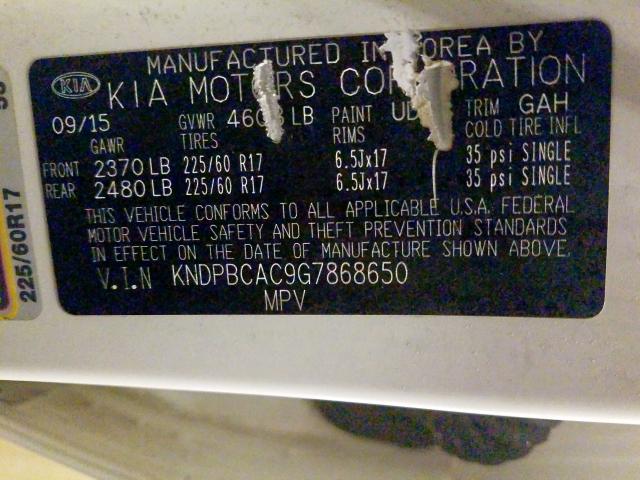 MANUFACTURED IN KOREA BY
KIA
KIA MOTORS CORPORATION
09/15 GVWR LB PAINT TRIM GAH
GAWR TIRES RIMS COLD TIRE INFL
FRONT 2370 LB 225/60 R17 6.5Jx17 35 psi SINGLE
REAR 2480 LB 225/60 R17 6.5Jx17 35 psi SINGLE
THIS VEHICLE CONFORMS TO ALL APPLICABLE U.S.A. FEDERAL
MOTOR VEHICLE SAFETY AND THEFT PREVENTION STANDARDS
IN EFFECT ON THE DATE OF MANUFACTURE SHOWN ABOVE.
V.I.N KNDPBCAC9G7868650
MPV
225/60R17